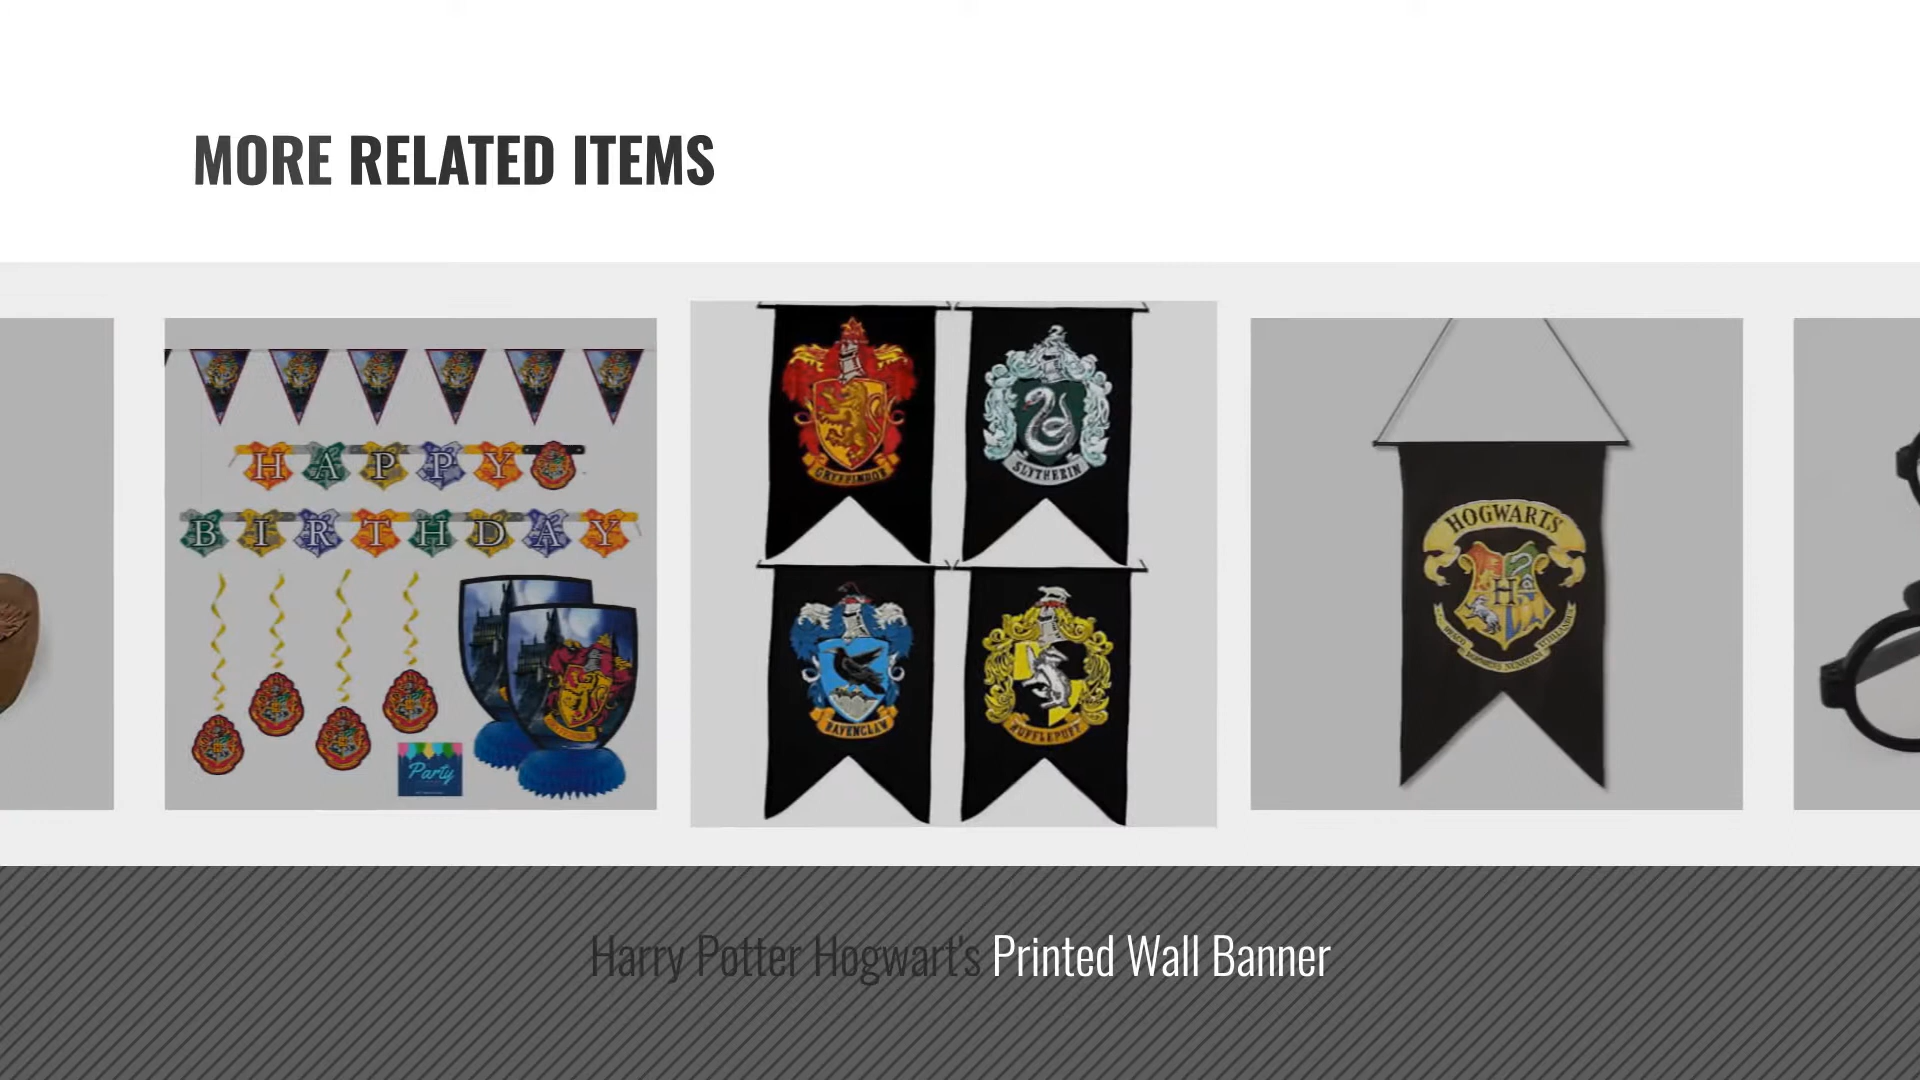 MORE RELATED ITEMS
HAPPY
BIRTHDAY
Party
GRYFFINDOR
SLYTHERIN
RAVENCLAW
HUFFLEPUFF
HOGWARTS
Harry Potter Hogwart's Printed Wall Banner